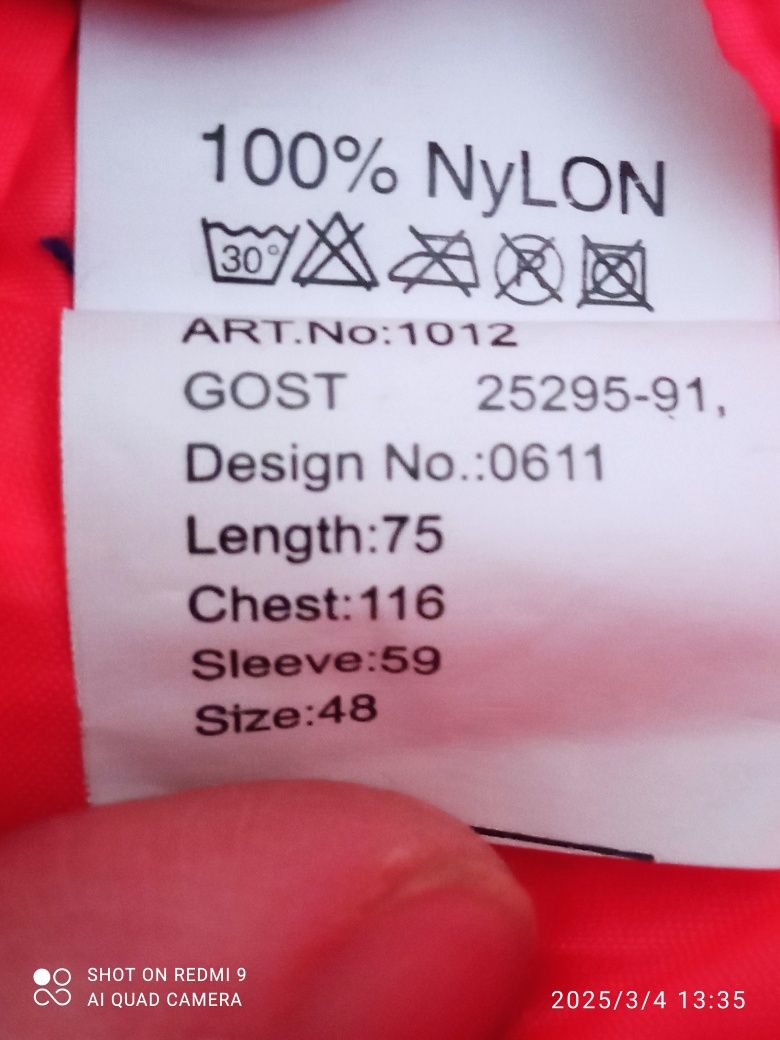 100% NyLON
30° P
ART.No:1012
GOST 25295-91,
Design No.:0611
Length:75
Chest:116
Sleeve:59
Size:48
SHOT ON REDMI 9
AI QUAD CAMERA
2025/3/4 13:35